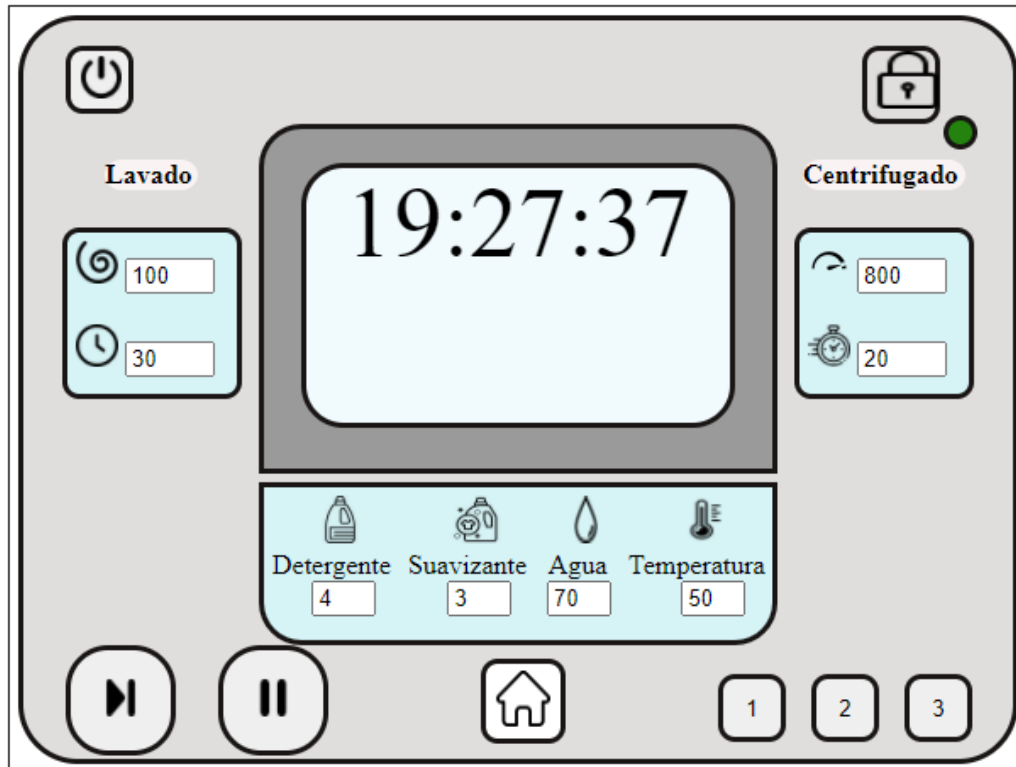 Lavado
Centrifugado
19:27:37
100
800
30
20
Detergente Suavizante Agua Temperatura
4 3 70 50
1 2 3